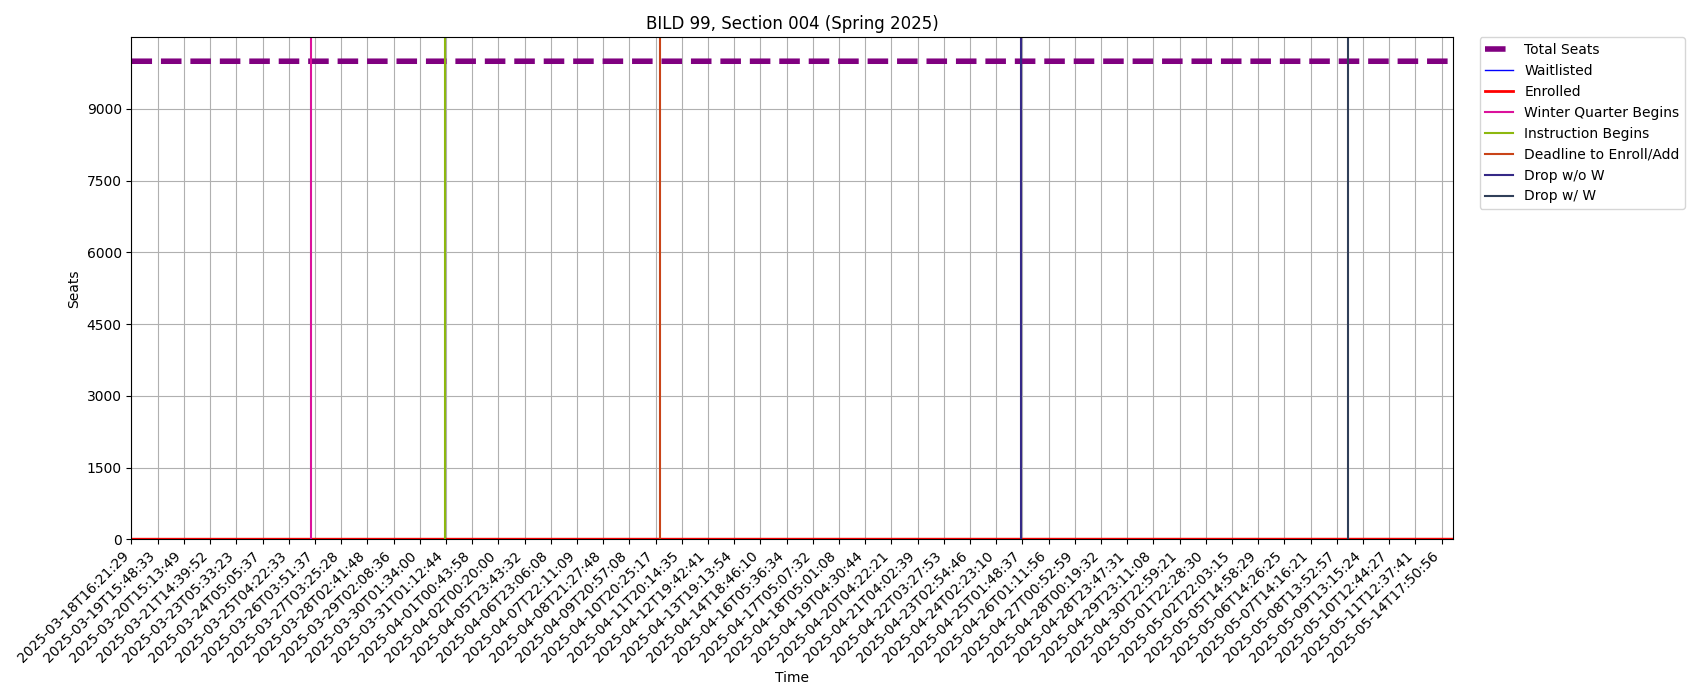 BILD 99, Section 004 (Spring 2025)
Total Seats
Waitlisted
Enrolled
Winter Quarter Begins
Instruction Begins
Deadline to Enroll/Add
Drop w/o W
Drop w/ W
Seats
9000
7500
6000
4500
3000
1500
0
2025-03-18T16:21:29
2025-03-19T15:48:33
2025-03-20T15:13:49
2025-03-21T14:39:52
2025-03-23T05:33:23
2025-03-24T05:05:37
2025-03-25T04:22:33
2025-03-26T03:51:37
2025-03-27T03:25:28
2025-03-28T02:41:48
2025-03-29T02:08:36
2025-03-30T01:34:00
2025-03-31T01:12:44
2025-04-01T00:43:58
2025-04-02T00:20:00
2025-04-05T23:43:32
2025-04-06T23:06:08
2025-04-07T22:11:09
2025-04-08T21:27:48
2025-04-09T20:57:08
2025-04-10T20:25:17
2025-04-11T20:14:35
2025-04-12T19:42:41
2025-04-13T19:13:54
2025-04-14T18:46:10
2025-04-16T05:36:34
2025-04-17T05:07:32
2025-04-18T05:01:08
2025-04-19T04:30:44
2025-04-20T04:22:21
2025-04-21T04:02:39
2025-04-22T03:27:53
2025-04-23T02:54:46
2025-04-24T02:23:10
2025-04-25T01:48:37
2025-04-26T01:11:56
2025-04-27T00:52:59
2025-04-28T00:19:32
2025-04-28T23:47:31
2025-04-29T23:11:08
2025-04-30T22:59:21
2025-05-01T22:28:30
2025-05-02T22:03:15
2025-05-05T14:58:29
2025-05-06T14:26:25
2025-05-07T14:16:21
2025-05-08T13:52:57
2025-05-09T13:15:24
2025-05-10T12:44:27
2025-05-11T12:37:41
2025-05-14T17:50:56
Time